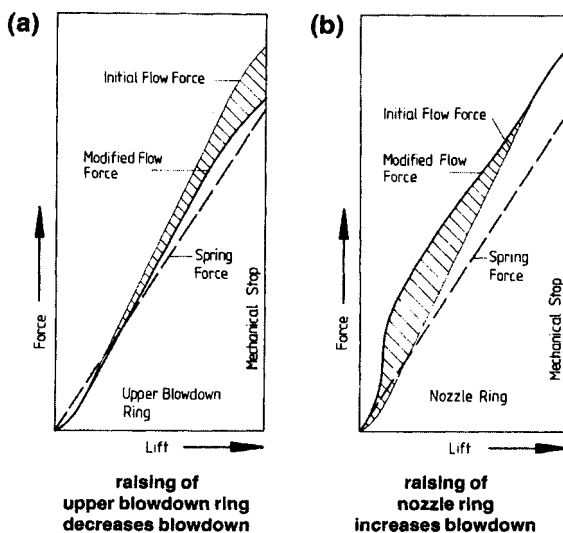 (a)
Initial Flow Force
Modified Flow
Force
Spring
Force
Mechanical Stop
Force
Upper Blowdown
Ring
Lift
raising of
upper blowdown ring
decreases blowdown
(b)
Initial Flow
Force
Modified Flow
Force
Spring
Force
Mechanical Stop
Force
Nozzle Ring
Lift
raising of
nozzle ring
increases blowdown